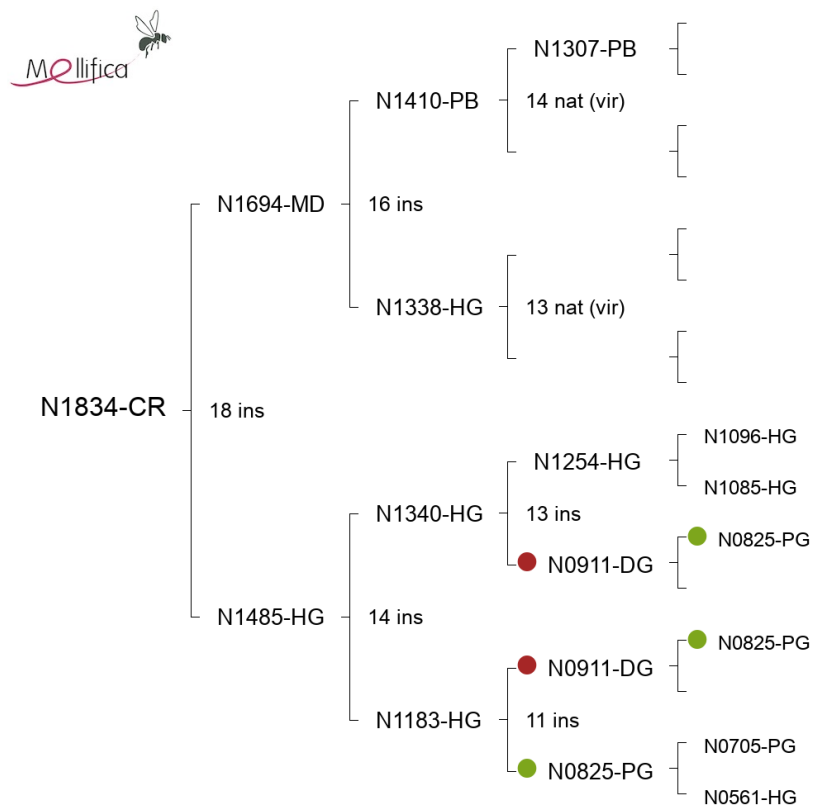 Mellifica
N1307-PB
N1410-PB
14 nat (vir)
N1694-MD
16 ins
N1338-HG
13 nat (vir)
N1834-CR
18 ins
N1096-HG
N1254-HG
N1085-HG
N1340-HG
13 ins
N0825-PG
N0911-DG
N1485-HG
14 ins
N0825-PG
N0911-DG
N1183-HG
11 ins
N0705-PG
N0825-PG
N0561-HG